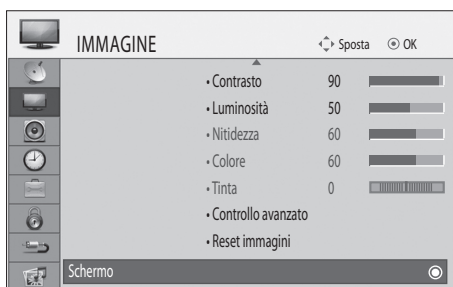 IMMAGINE Sposta OK
• Contrasto 90
• Luminosità 50
• Nitidezza 60
• Colore 60
• Tinta 0
• Controllo avanzato
• Reset immagini
Schermo